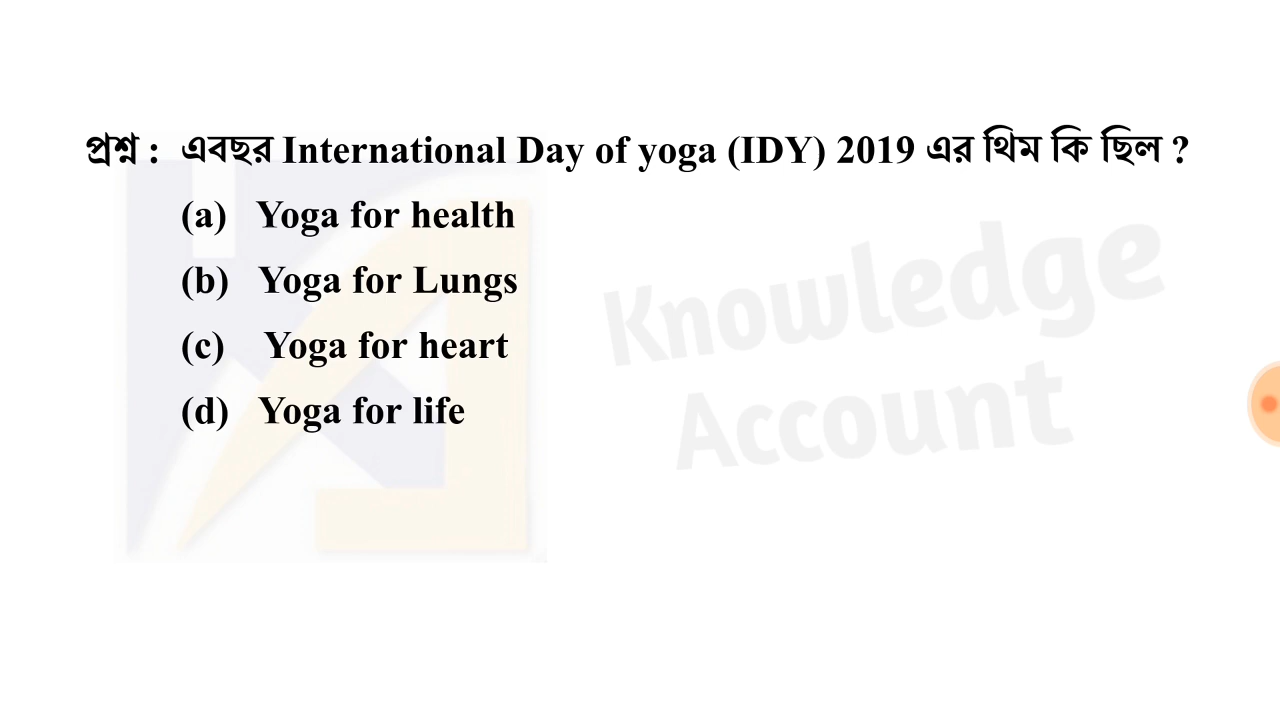 প্রশ্ন : এবছর International Day of yoga (IDY) 2019 এর থিম কি ছিল ?
(a) Yoga for health
(b) Yoga for Lungs
(c) Yoga for heart
(d) Yoga for life
Knowledge
Account